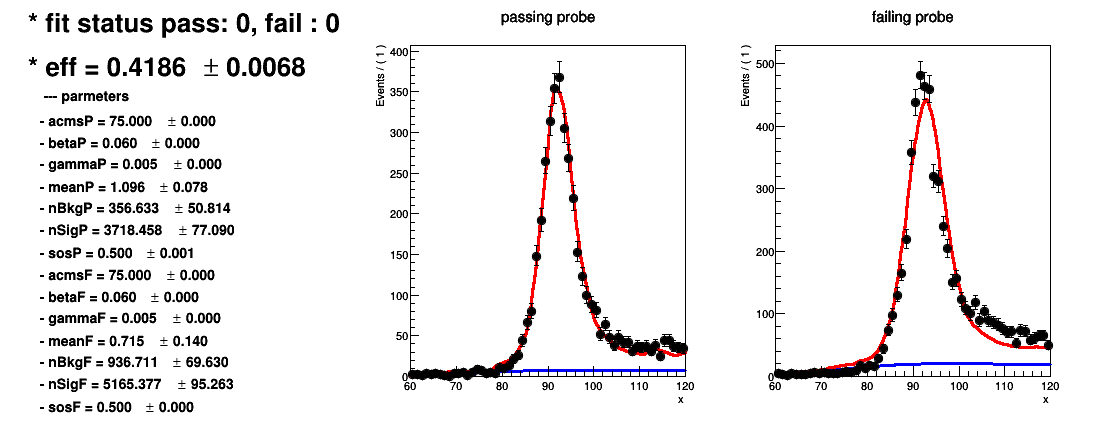 * fit status pass: 0, fail : 0
* eff = 0.4186 ± 0.0068
--- parmeters
- acmsP = 75.000 ± 0.000
- betaP = 0.060 ± 0.000
- gammaP = 0.005 ± 0.000
- meanP = 1.096 ± 0.078
- nBkgP = 356.633 ± 50.814
- nSigP = 3718.458 ± 77.090
- sosP = 0.500 ± 0.001
- acmsF = 75.000 ± 0.000
- betaF = 0.060 ± 0.000
- gammaF = 0.005 ± 0.000
- meanF = 0.715 ± 0.140
- nBkgF = 936.711 ± 69.630
- nSigF = 5165.377 ± 95.263
- sosF = 0.500 ± 0.000
passing probe
Events / ( 1 )
400
350
300
250
200
150
100
50
0
60 70 80 90 100 110 120
x
failing probe
Events / ( 1 )
500
400
300
200
100
0
60 70 80 90 100 110 120
x